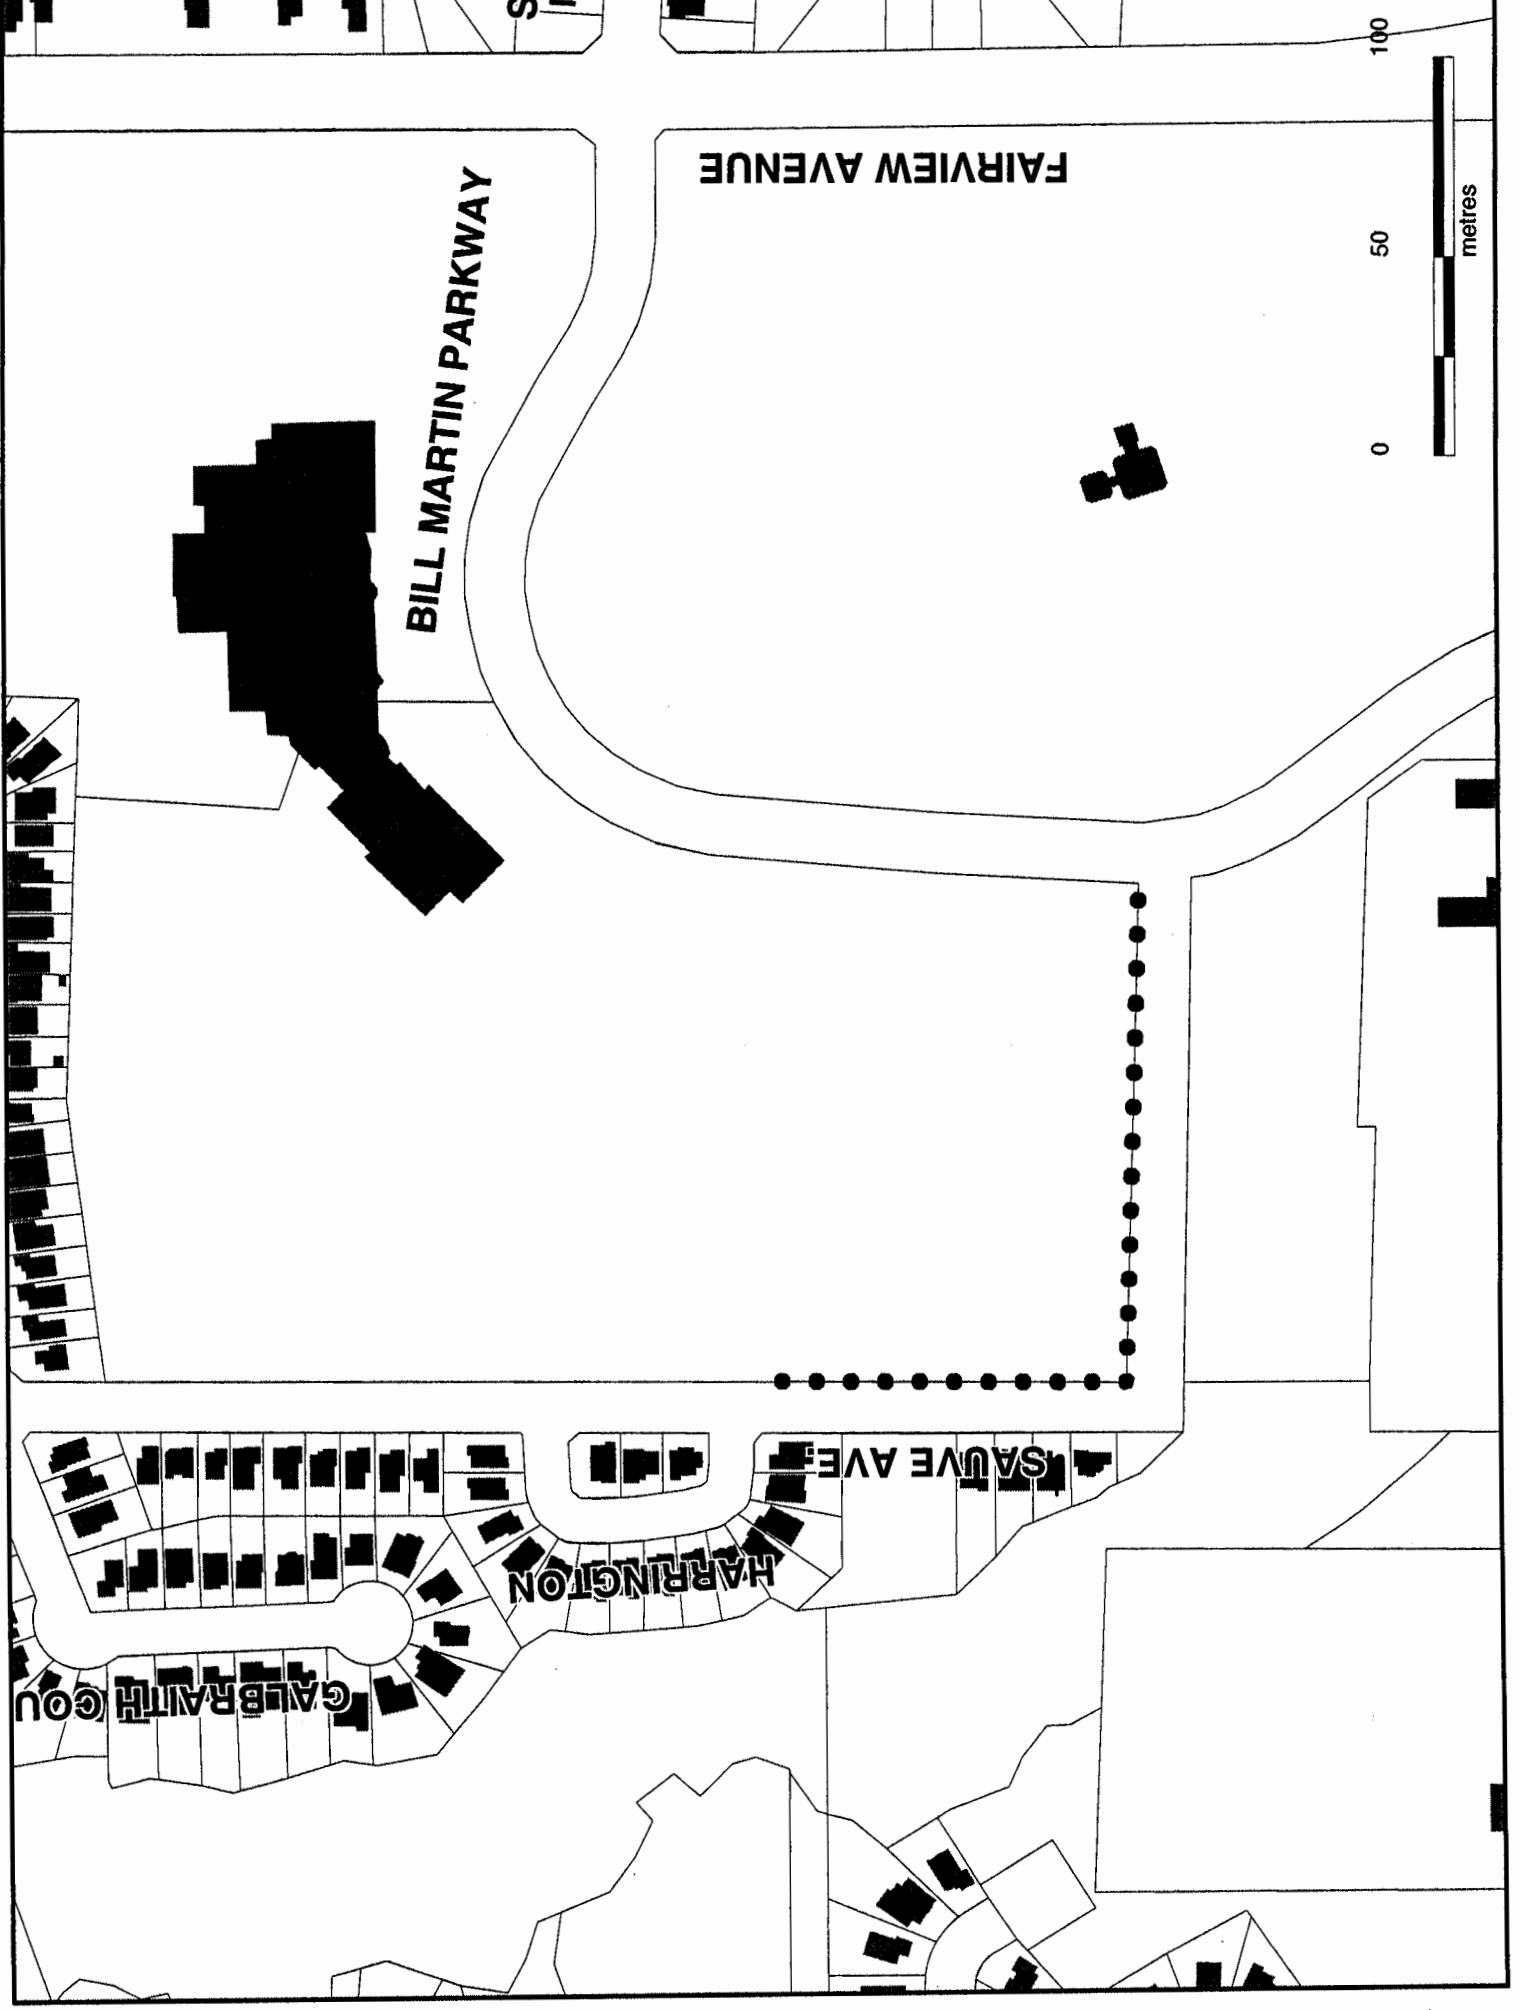 S
FAIRVIEW AVENUE
BILL MARTIN PARKWAY
100
50
0
metres
SAUVE AVE.
HARRINGTON
GALBRAITH COU